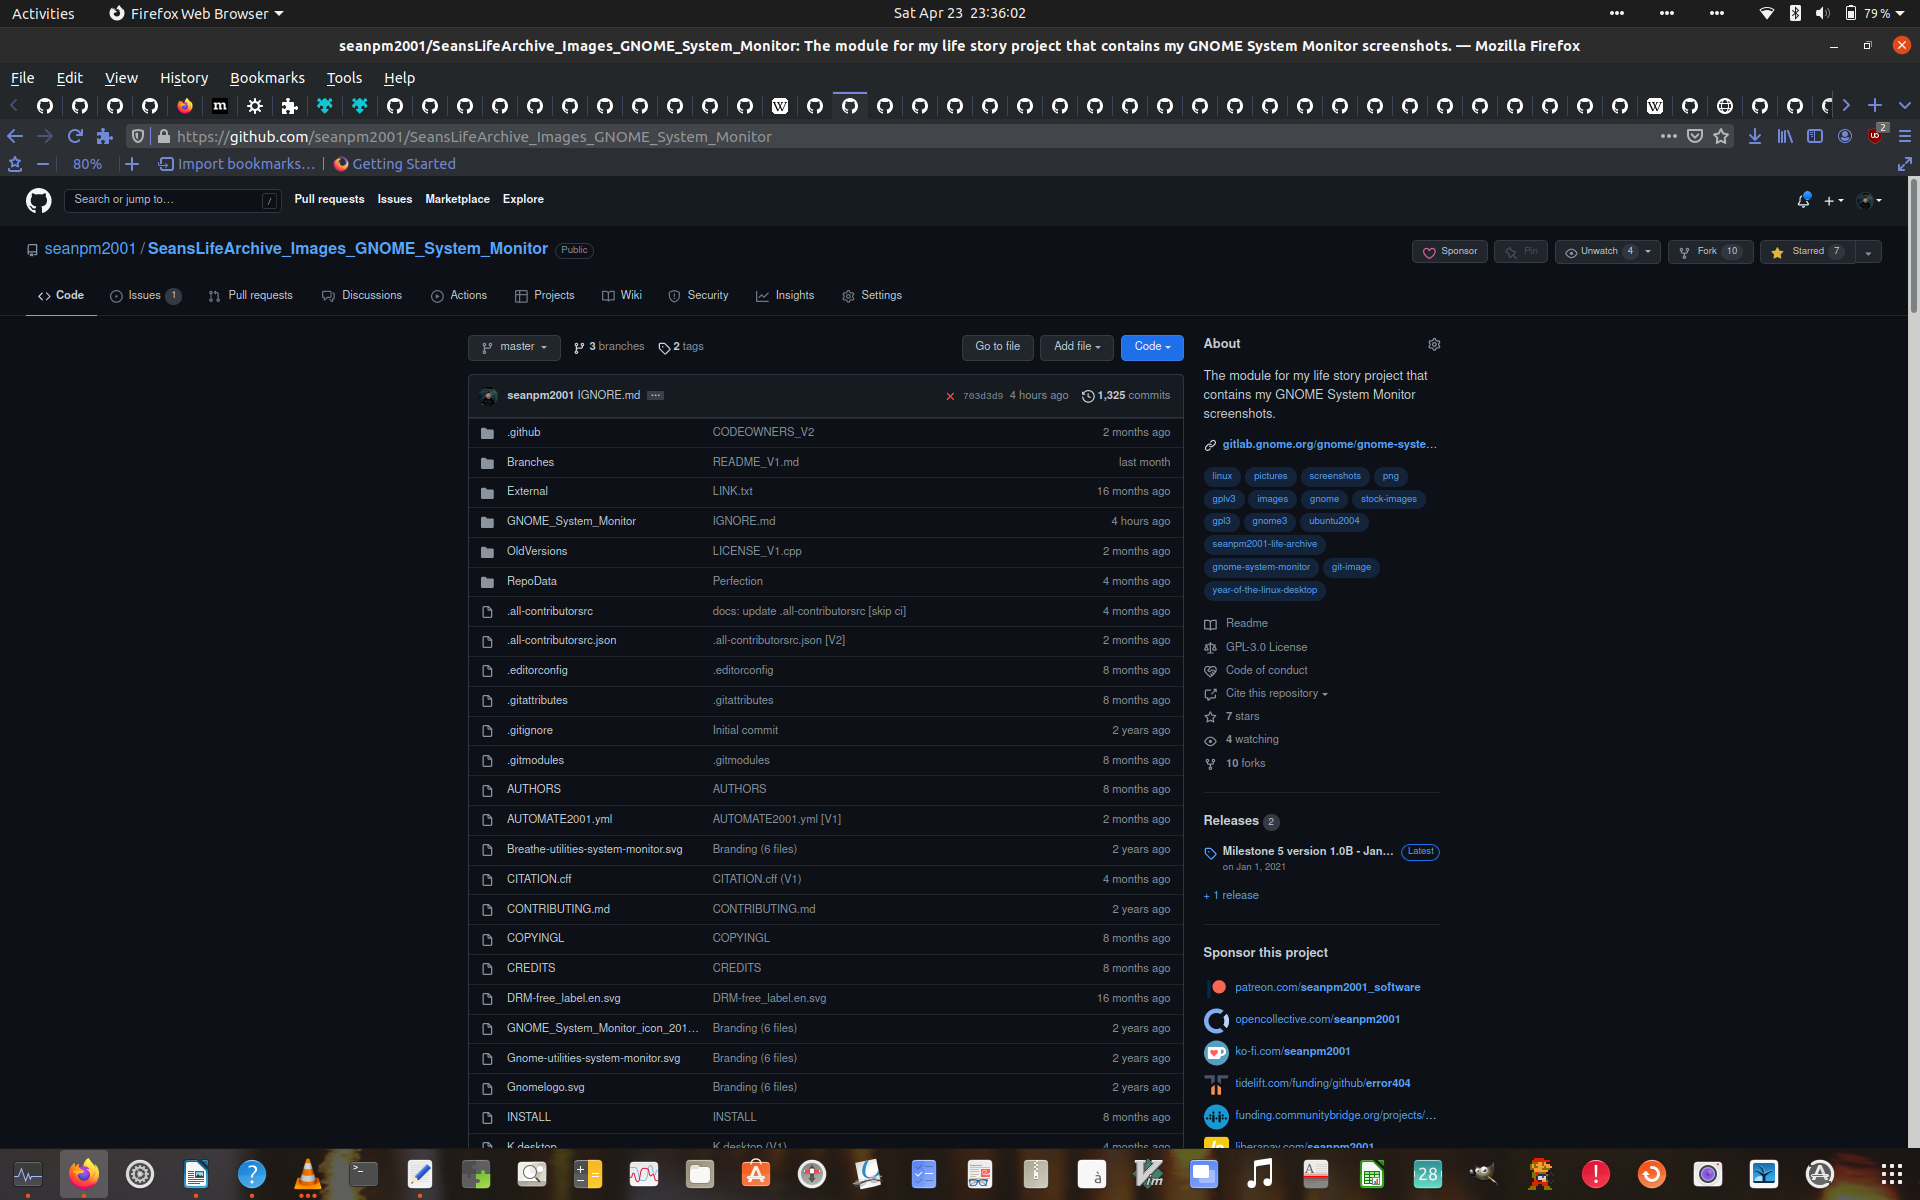 Activities
Firefox Web Browser
Sat Apr 23 23:36:02
79 %
seanpm2001/SeansLifeArchive_Images_GNOME_System_Monitor: The module for my life story project that contains my GNOME System Monitor screenshots. — Mozilla Firefox
File Edit View History Bookmarks Tools Help
https://github.com/seanpm2001/SeansLifeArchive_Images_GNOME_System_Monitor
2
80%
Import bookmarks...
Getting Started
Search or jump to...
/
Pull requests Issues Marketplace Explore
seanpm2001 / SeansLifeArchive_Images_GNOME_System_Monitor Public
Sponsor
Pin
Unwatch 4
Fork 10
Starred 7
Code
Issues 1
Pull requests
Discussions
Actions
Projects
Wiki
Security
Insights
Settings
master
3 branches
2 tags
Go to file
Add file
Code
seanpm2001 IGNORE.md ... 703d3d9 4 hours ago 1,325 commits
.github CODEOWNERS_V2 2 months ago
Branches README_V1.md last month
External LINK.txt 16 months ago
GNOME_System_Monitor IGNORE.md 4 hours ago
OldVersions LICENSE_V1.cpp 2 months ago
RepoData Perfection 4 months ago
.all-contributorsrc docs: update .all-contributorsrc [skip ci] 4 months ago
.all-contributorsrc.json .all-contributorsrc.json [V2] 2 months ago
.editorconfig .editorconfig 8 months ago
.gitattributes .gitattributes 8 months ago
.gitignore Initial commit 2 years ago
.gitmodules .gitmodules 8 months ago
AUTHORS AUTHORS 8 months ago
AUTOMATE2001.yml AUTOMATE2001.yml [V1] 2 months ago
Breathe-utilities-system-monitor.svg Branding (6 files) 2 years ago
CITATION.cff CITATION.cff (V1) 4 months ago
CONTRIBUTING.md CONTRIBUTING.md 2 years ago
COPYINGL COPYINGL 8 months ago
CREDITS CREDITS 8 months ago
DRM-free_label.en.svg DRM-free_label.en.svg 16 months ago
GNOME_System_Monitor_icon_201... Branding (6 files) 2 years ago
Gnome-utilities-system-monitor.svg Branding (6 files) 2 years ago
Gnomelogo.svg Branding (6 files) 2 years ago
INSTALL INSTALL 8 months ago
K.desktop K.desktop (V1) 4 months ago
About
The module for my life story project that
contains my GNOME System Monitor
screenshots.
gitlab.gnome.org/gnome/gnome-syste...
linux pictures screenshots png
gplv3 images gnome stock-images
gpl3 gnome3 ubuntu2004
seanpm2001-life-archive
gnome-system-monitor git-image
year-of-the-linux-desktop
Readme
GPL-3.0 License
Code of conduct
Cite this repository
7 stars
4 watching
10 forks
Releases 2
Milestone 5 version 1.0B - Jan... Latest
on Jan 1, 2021
+ 1 release
Sponsor this project
patreon.com/seanpm2001_software
opencollective.com/seanpm2001
ko-fi.com/seanpm2001
tidelift.com/funding/github/error404
funding.communitybridge.org/projects/...
liberapay.com/seanpm2001
28